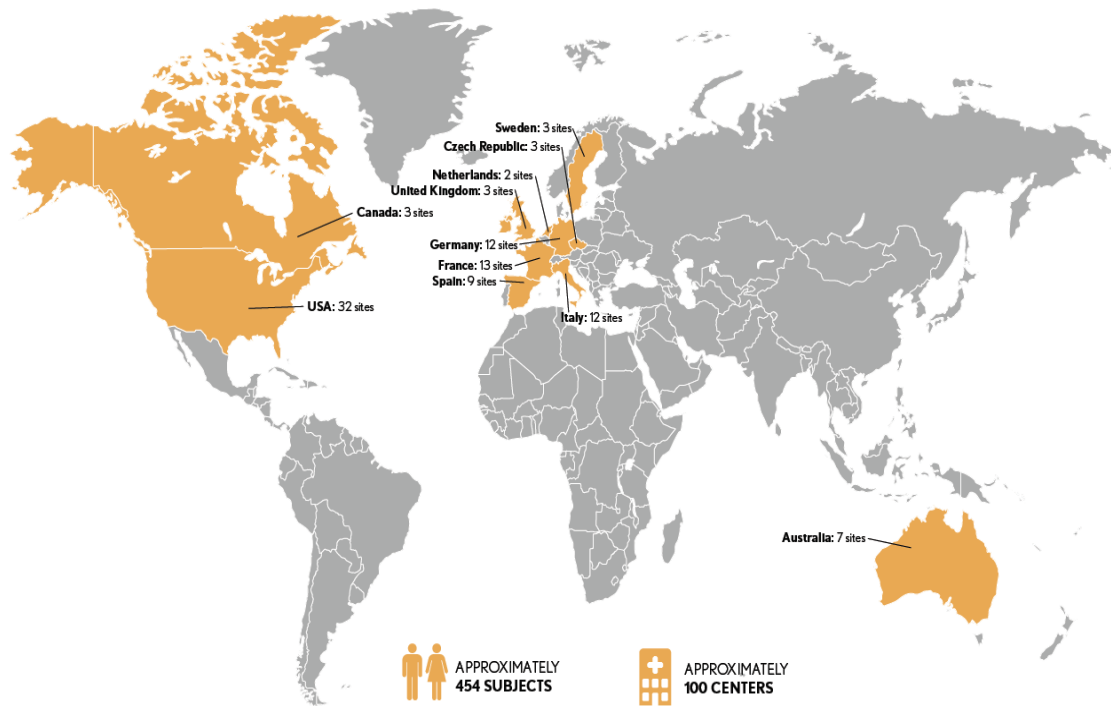 Sweden: 3 sites
Czech Republic: 3 sites
Netherlands: 2 sites
United Kingdom: 3 sites
Canada: 3 sites
Germany: 12 sites
France: 13 sites
Spain: 9 sites
USA: 32 sites
Italy: 12 sites
Australia: 7 sites
APPROXIMATELY
454 SUBJECTS
APPROXIMATELY
100 CENTERS